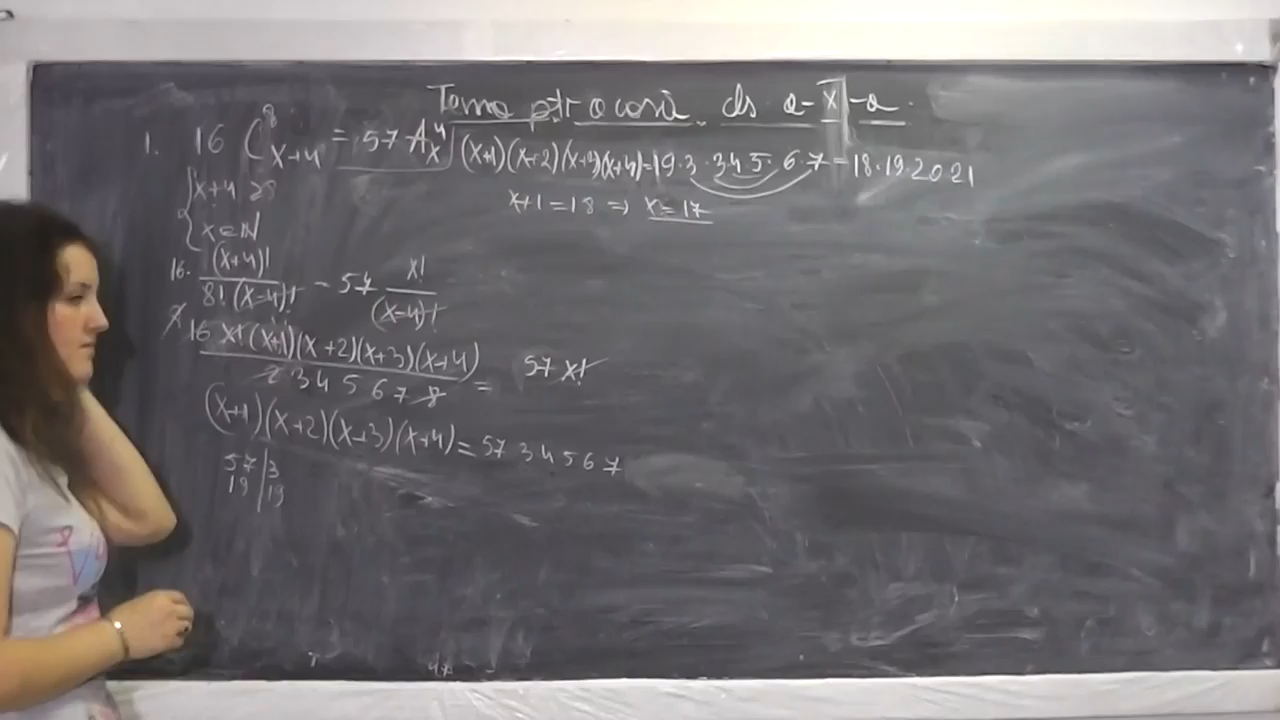 Tema ptr acasă cls a-X-a.
1. 16 C⁸ₓ₊₄ = 57 A⁴ₓ
(x+1)(x+2)(x+3)(x+4)=19·3·3 4 5·6·7=18·19·20 21
x+4 ≥8
x+1=18 ⇒ x=17
x∈ℕ
16·(x+4)!/8!(x-4)! = 57 x!/(x-4)!
16 x!(x+1)(x+2)(x+3)(x+4)/2 3 4 5 6 7 8 = 57 x!
(x+1)(x+2)(x+3)(x+4)=57 3 4 5 6 7
57|3
19|19